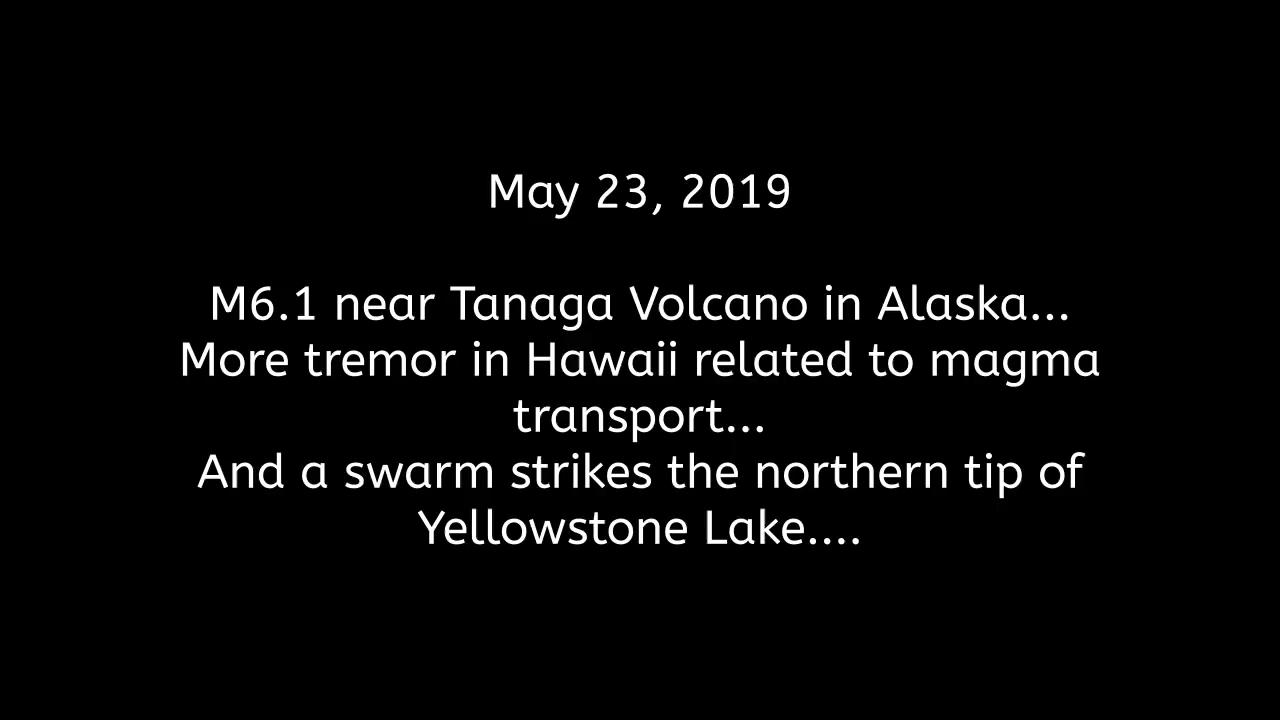 May 23, 2019
M6.1 near Tanaga Volcano in Alaska...
More tremor in Hawaii related to magma
transport...
And a swarm strikes the northern tip of
Yellowstone Lake....